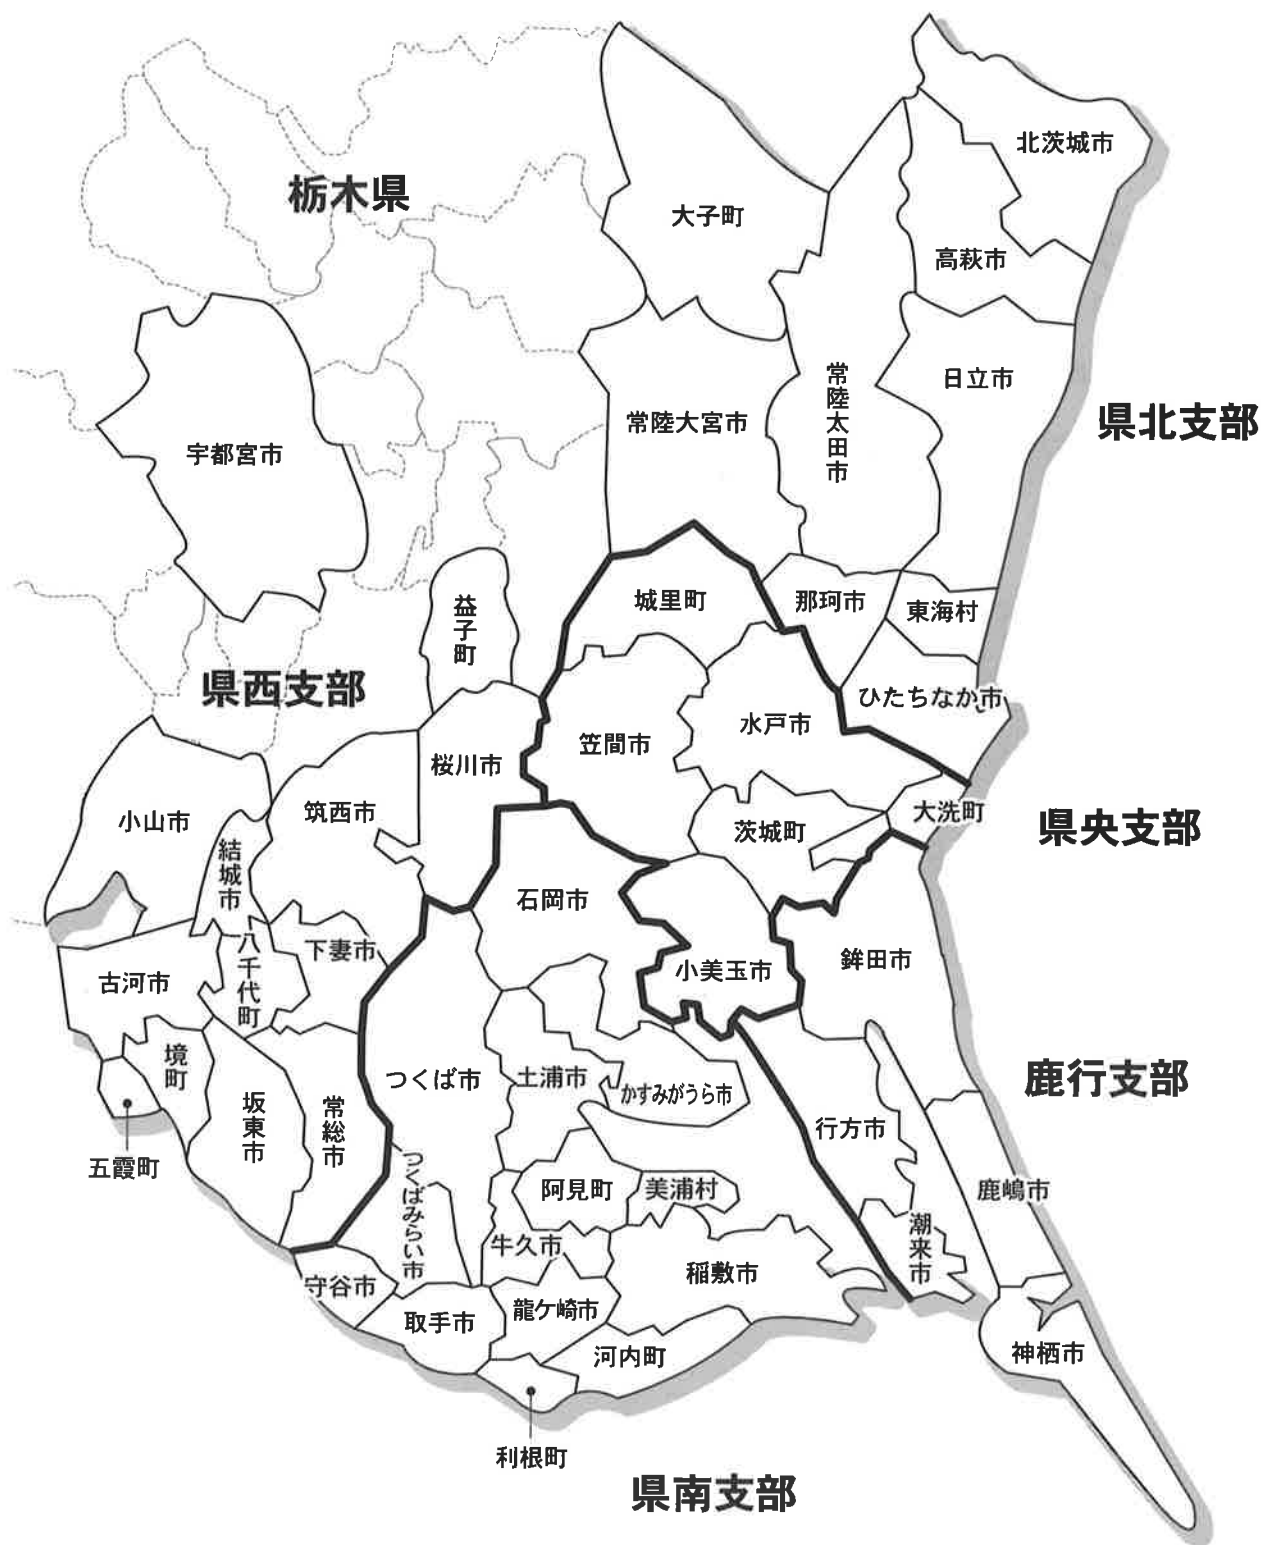 北茨城市
栃木県
大子町
高萩市
日立市
常陸太田市
常陸大宮市
県北支部
宇都宮市
城里町
那珂市
東海村
益子町
県西支部
ひたちなか市
水戸市
笠間市
桜川市
筑西市
小山市
大洗町
茨城町
県央支部
結城市
石岡市
下妻市
八千代町
古河市
小美玉市
鉾田市
境町
つくば市
土浦市
かすみがうら市
鹿行支部
坂東市
常総市
行方市
五霞町
つくばみらい市
阿見町
美浦村
鹿嶋市
潮来市
牛久市
稲敷市
守谷市
取手市
龍ケ崎市
河内町
神栖市
利根町
県南支部